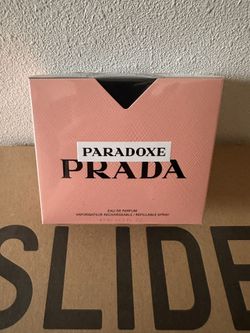 PARADOXE
PRADA
EAU DE PARFUM
VAPORISATEUR RECHARGEABLE / REFILLABLE SPRAY
SLIDE